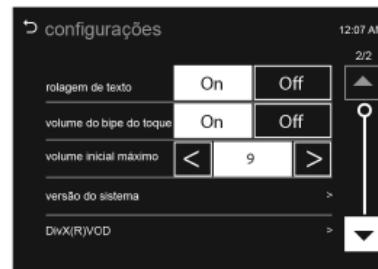 configurações
12:07 AM
2/2
rolagem de texto On Off
volume do bipe do toque On Off
volume inicial máximo < 9 >
versão do sistema >
DivX(R)VOD >